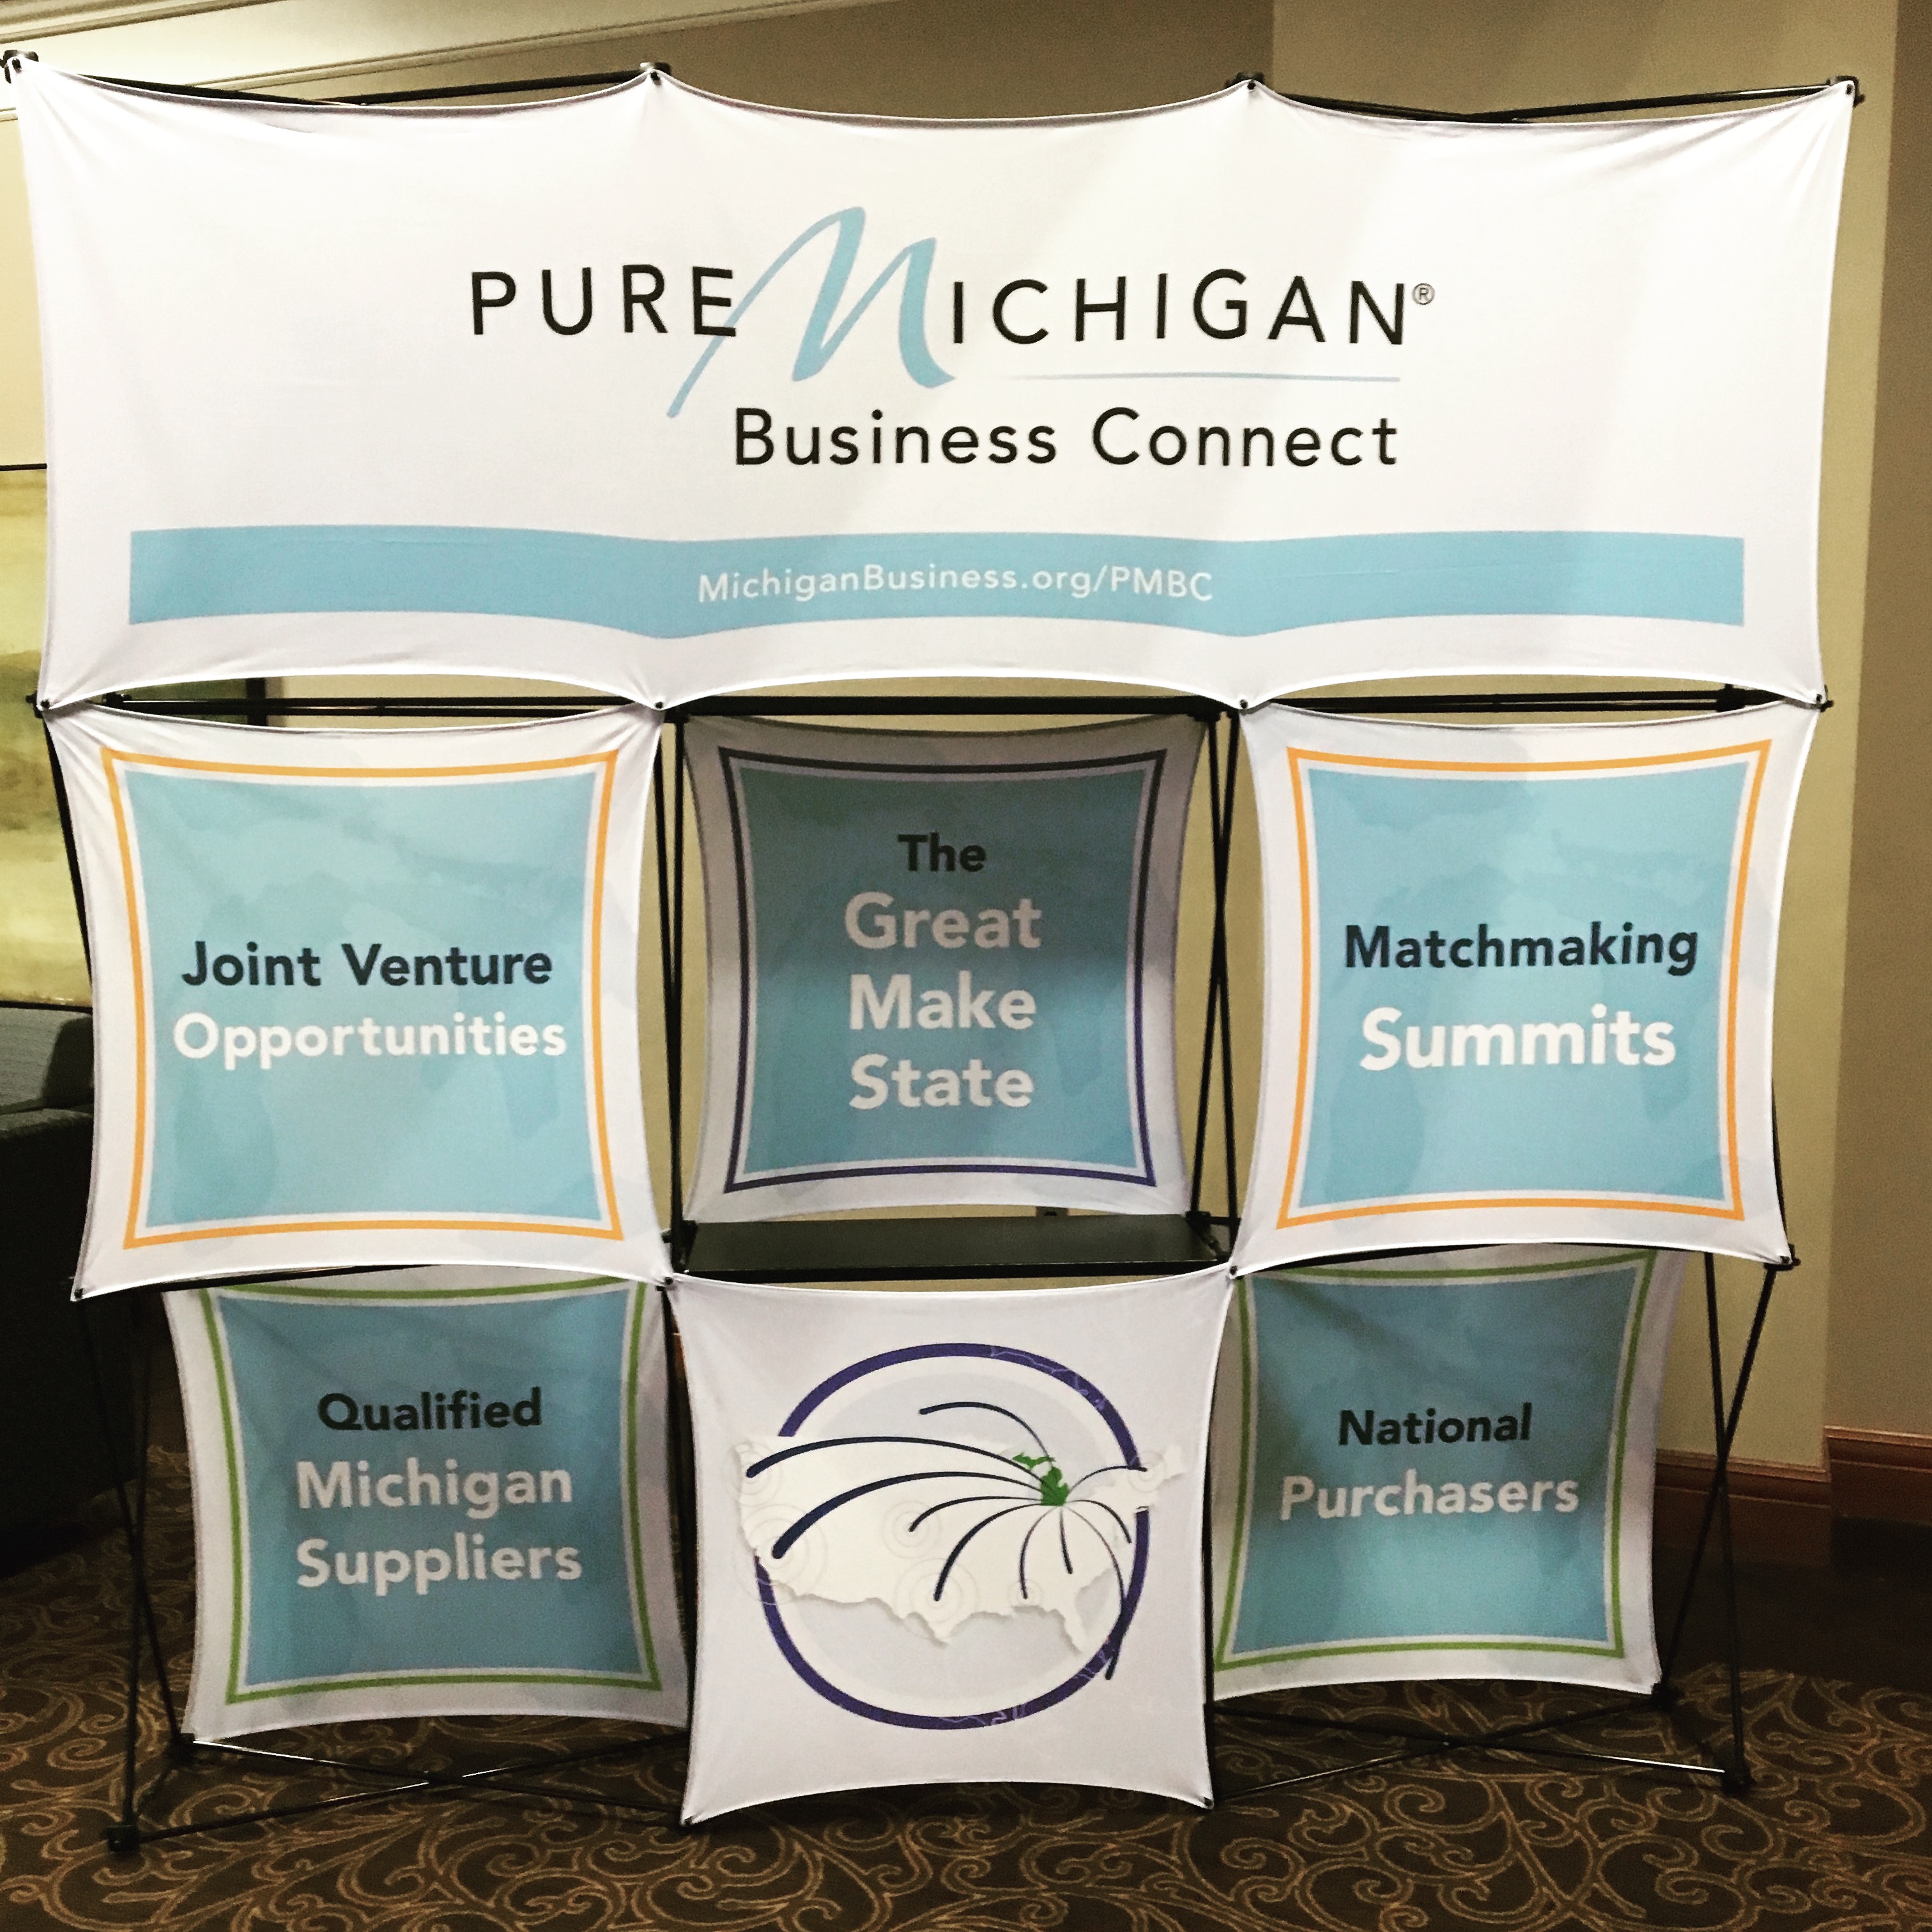 PURE MICHIGAN®
Business Connect
MichiganBusiness.org/PMBC
Joint Venture
Opportunities
The
Great
Make
State
Matchmaking
Summits
Qualified
Michigan
Suppliers
National
Purchasers